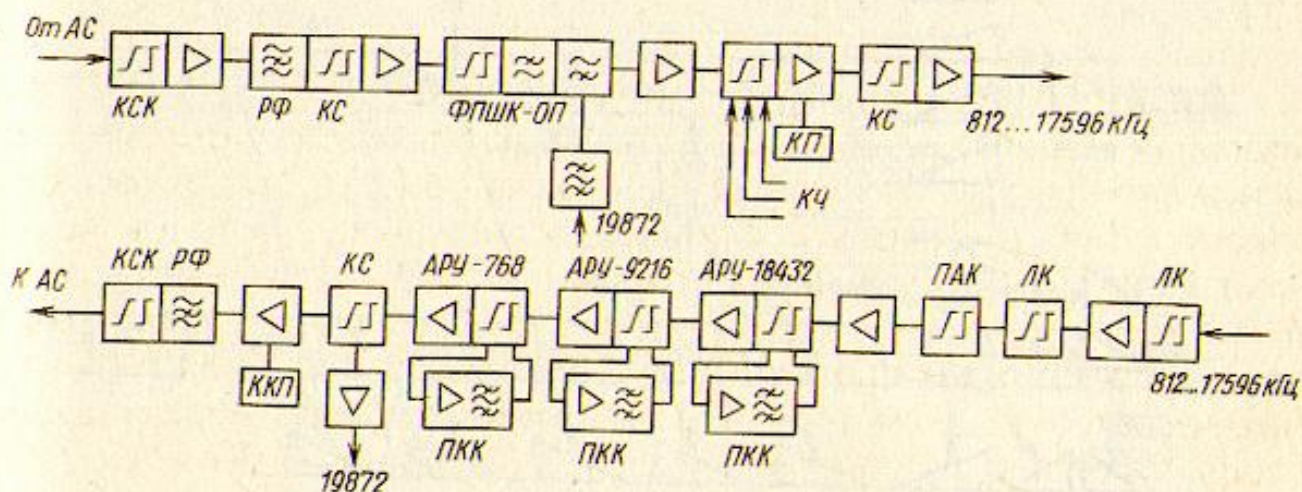 От АС
КСК РФ КС ФПШК-ОП КП КС 812...17596 кГц
КЧ
19872
К АС КСК РФ КС АРУ-768 АРУ-9216 АРУ-18432 ПАК ЛК ЛК
ККП 812...17596 кГц
ПКК ПКК ПКК
19872